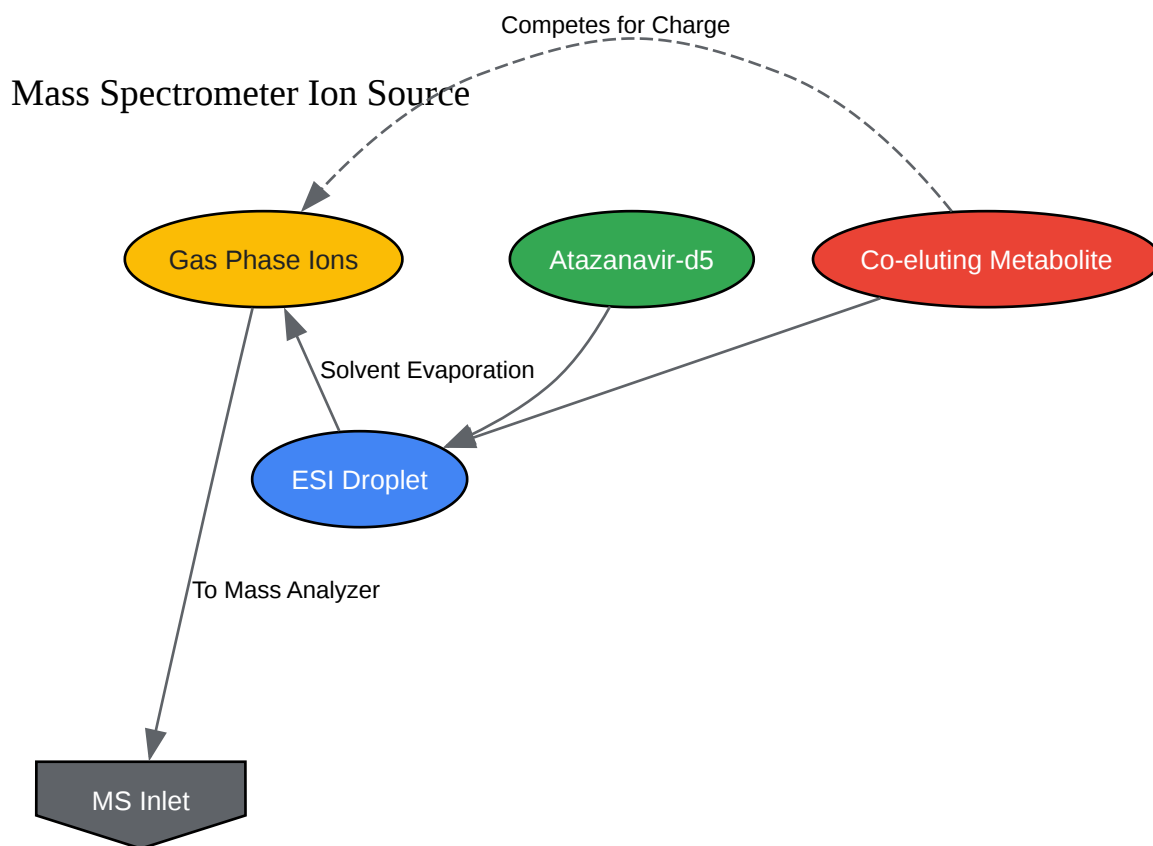 Competes for Charge
Mass Spectrometer Ion Source
Gas Phase Ions
Atazanavir-d5
Co-eluting Metabolite
Solvent Evaporation
ESI Droplet
To Mass Analyzer
MS Inlet